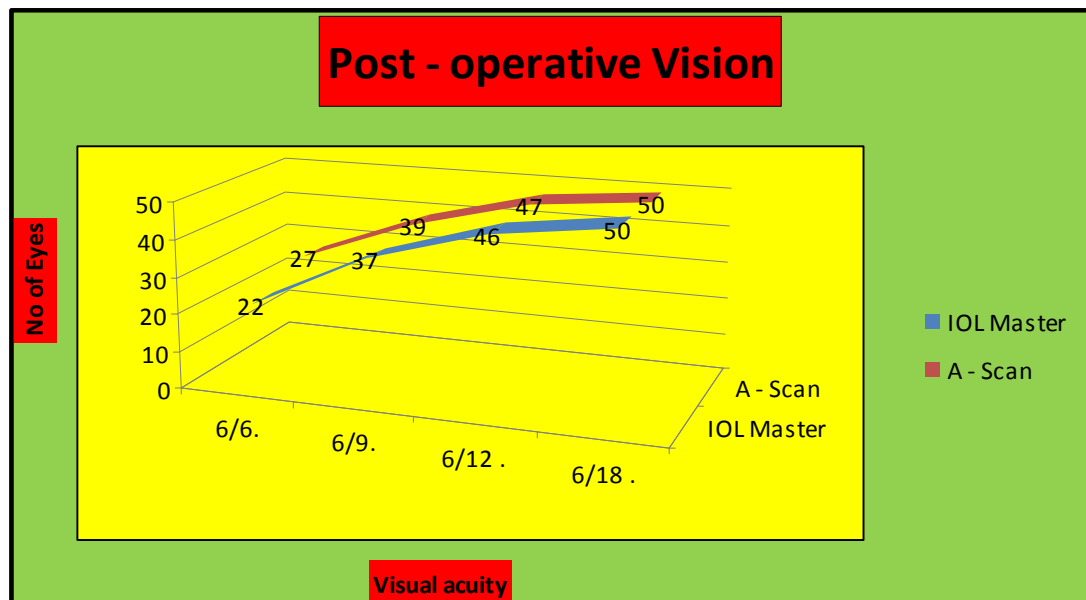 Post - operative Vision
No of Eyes
50
40
30
20
10
0
27
39
47
50
22
37
46
50
6/6.
6/9.
6/12 .
6/18 .
A - Scan
IOL Master
IOL Master
A - Scan
Visual acuity